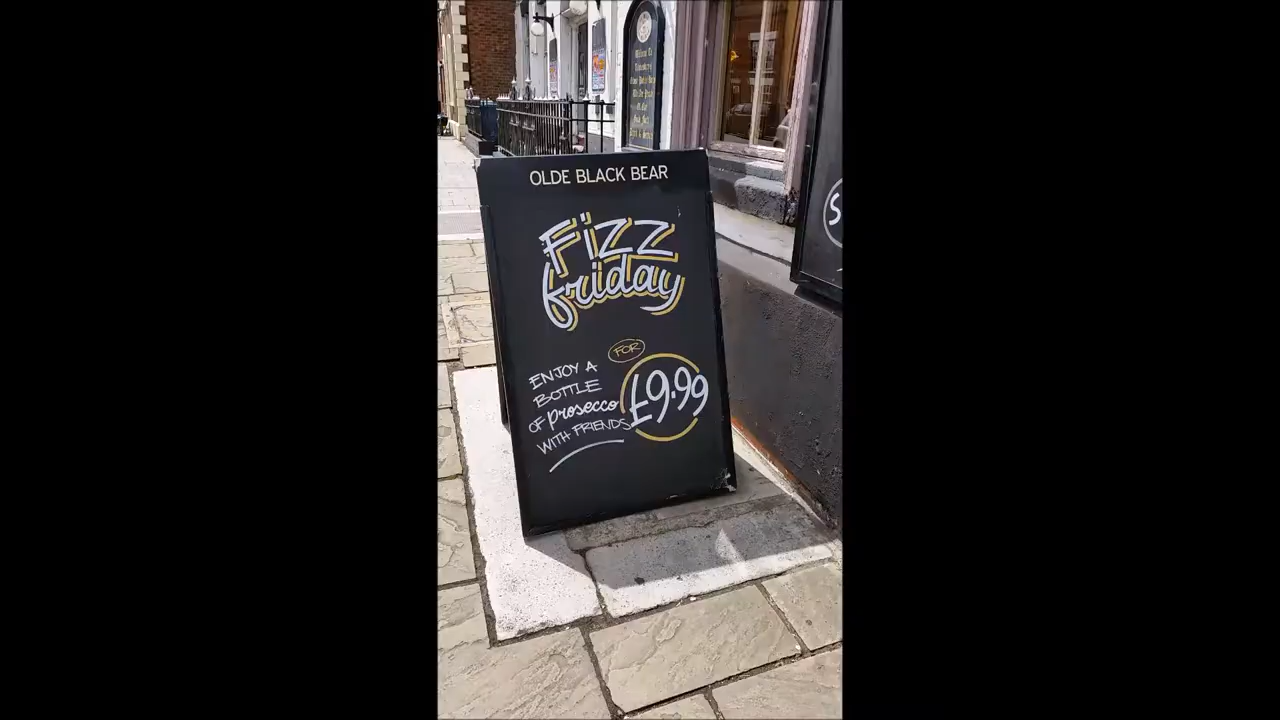 OLDE BLACK BEAR
Fizz
friday
FOR
ENJOY A
BOTTLE
OF prosecco
WITH FRIENDS
£9.99
S